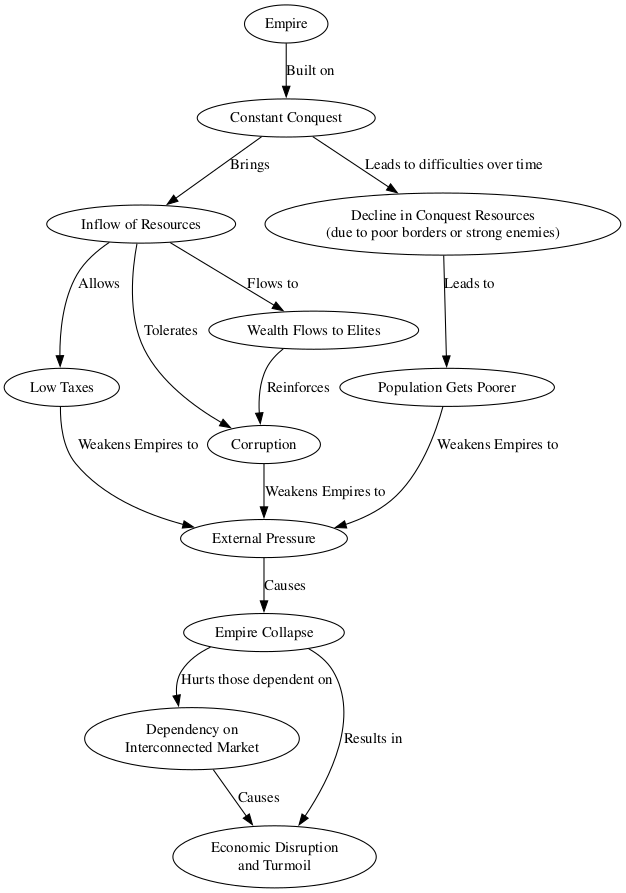 Empire
Built on
Constant Conquest
Brings
Leads to difficulties over time
Inflow of Resources
Decline in Conquest Resources
(due to poor borders or strong enemies)
Allows
Flows to
Leads to
Tolerates
Wealth Flows to Elites
Low Taxes
Reinforces
Population Gets Poorer
Weakens Empires to
Corruption
Weakens Empires to
Weakens Empires to
External Pressure
Causes
Empire Collapse
Hurts those dependent on
Dependency on
Interconnected Market
Results in
Causes
Economic Disruption
and Turmoil